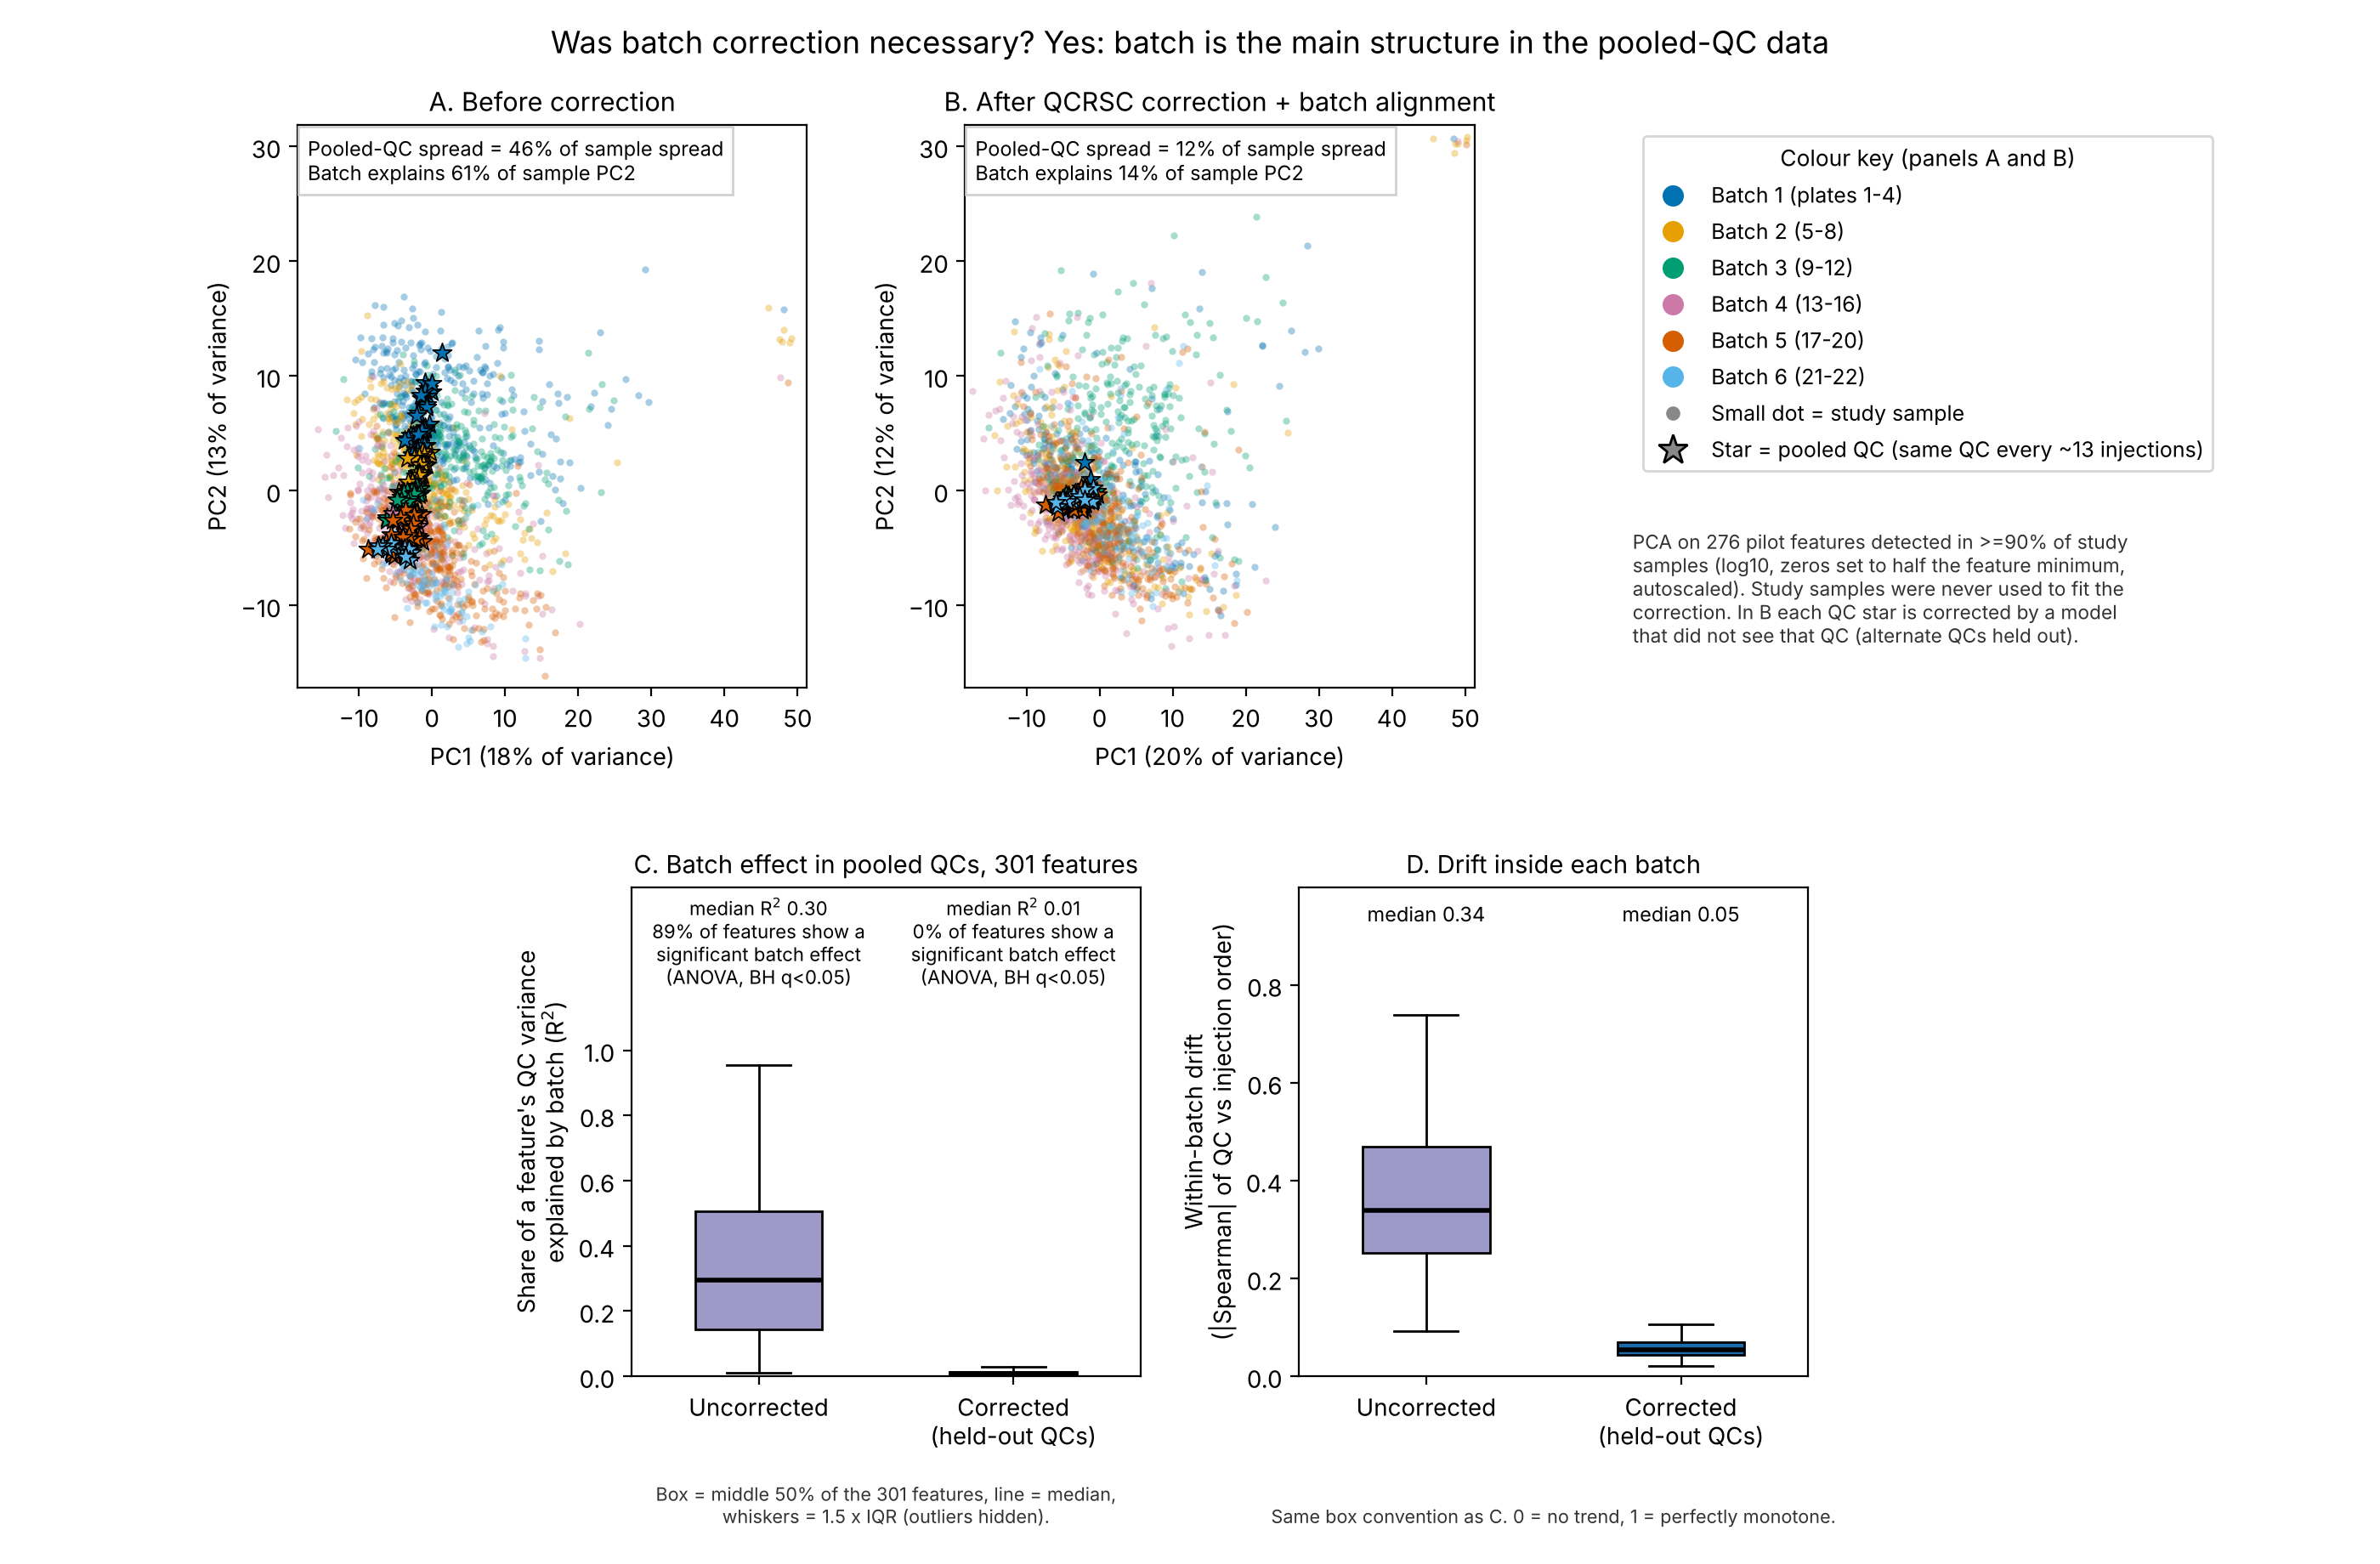 Was batch correction necessary? Yes: batch is the main structure in the pooled-QC data
A. Before correction
Pooled-QC spread = 46% of sample spread
Batch explains 61% of sample PC2
PC2 (13% of variance)
30
20
10
0
−10
−10
0
10
20
30
40
50
PC1 (18% of variance)
B. After QCRSC correction + batch alignment
Pooled-QC spread = 12% of sample spread
Batch explains 14% of sample PC2
PC2 (12% of variance)
30
20
10
0
−10
−10
0
10
20
30
40
50
PC1 (20% of variance)
Colour key (panels A and B)
Batch 1 (plates 1-4)
Batch 2 (5-8)
Batch 3 (9-12)
Batch 4 (13-16)
Batch 5 (17-20)
Batch 6 (21-22)
Small dot = study sample
Star = pooled QC (same QC every ~13 injections)
PCA on 276 pilot features detected in >=90% of study
samples (log10, zeros set to half the feature minimum,
autoscaled). Study samples were never used to fit the
correction. In B each QC star is corrected by a model
that did not see that QC (alternate QCs held out).
C. Batch effect in pooled QCs, 301 features
median R² 0.30
89% of features show a
significant batch effect
(ANOVA, BH q<0.05)
median R² 0.01
0% of features show a
significant batch effect
(ANOVA, BH q<0.05)
Share of a feature's QC variance
explained by batch (R²)
1.0
0.8
0.6
0.4
0.2
0.0
Uncorrected
Corrected
(held-out QCs)
Box = middle 50% of the 301 features, line = median,
whiskers = 1.5 x IQR (outliers hidden).
D. Drift inside each batch
median 0.34
median 0.05
Within-batch drift
(|Spearman| of QC vs injection order)
0.8
0.6
0.4
0.2
0.0
Uncorrected
Corrected
(held-out QCs)
Same box convention as C. 0 = no trend, 1 = perfectly monotone.